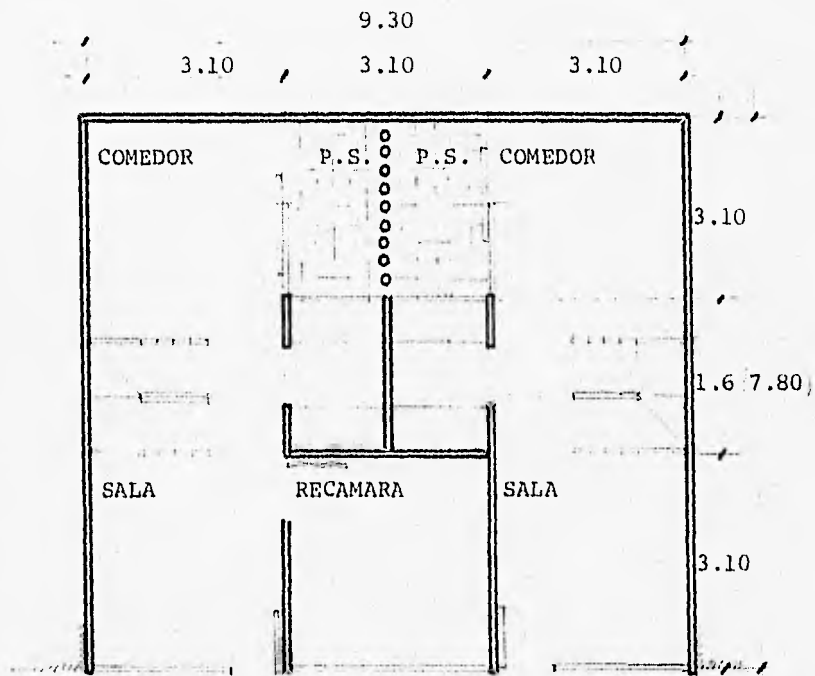 9.30
3.10 3.10 3.10
COMEDOR P.S. P.S. COMEDOR
3.10
1.6 7.80
SALA RECAMARA SALA
3.10